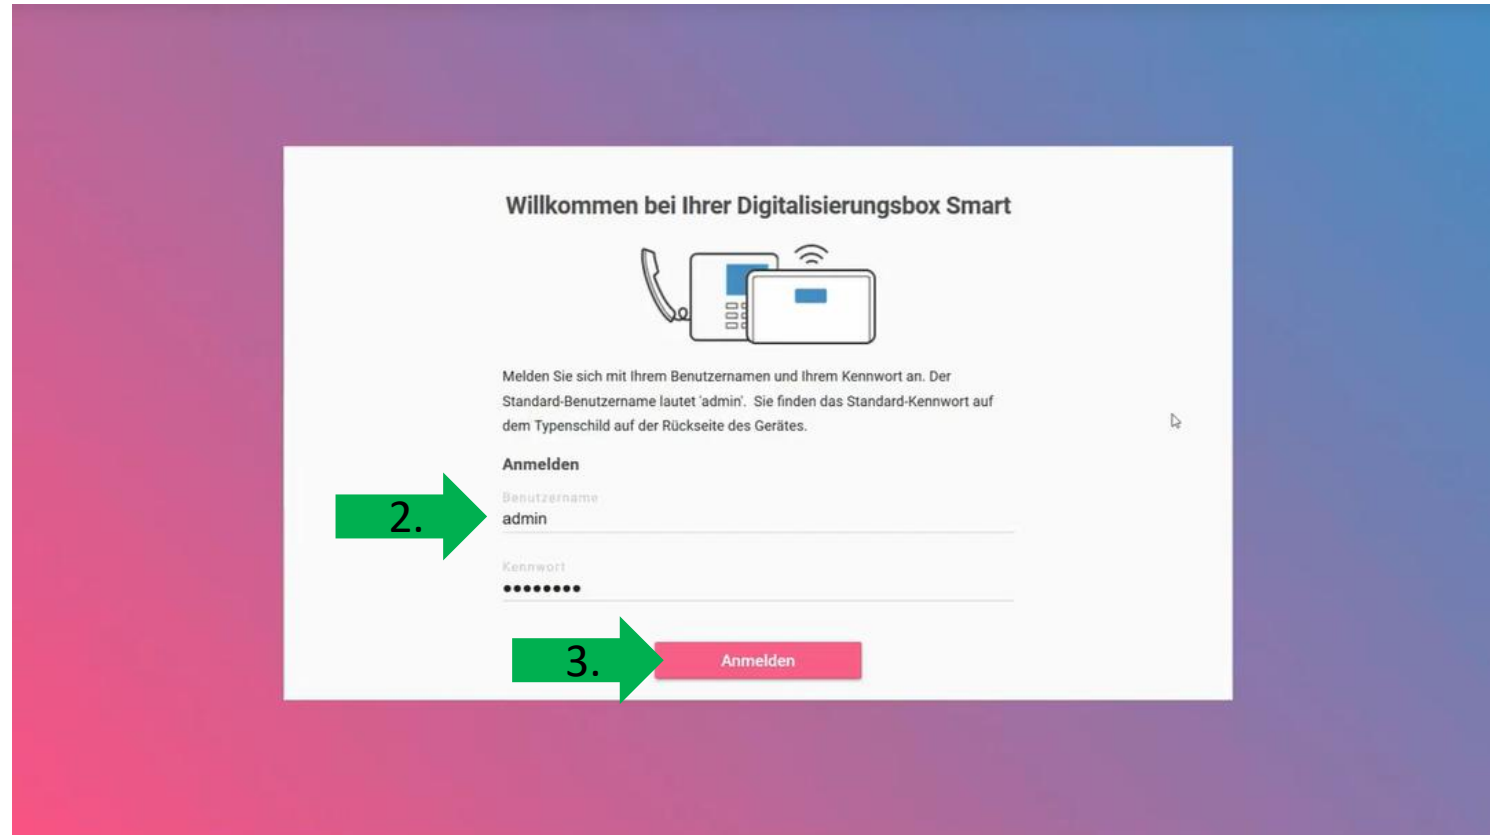 Willkommen bei Ihrer Digitalisierungsbox Smart
Melden Sie sich mit Ihrem Benutzernamen und Ihrem Kennwort an. Der
Standard-Benutzername lautet 'admin'. Sie finden das Standard-Kennwort auf
dem Typenschild auf der Rückseite des Gerätes.
Anmelden
Benutzername
2.
admin
Kennwort
••••••••
3.
Anmelden